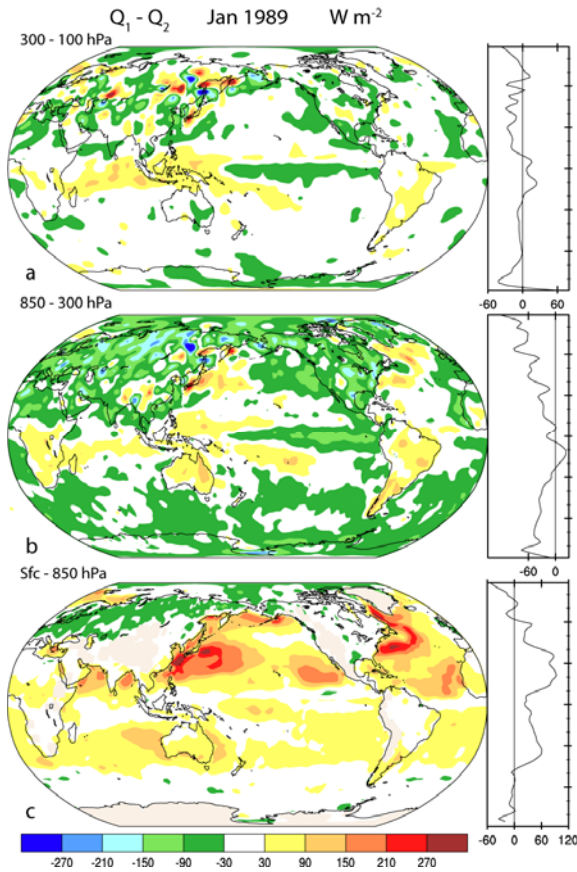 Q₁ - Q₂ Jan 1989 W m⁻²
300 - 100 hPa
a
-60 0 60
850 - 300 hPa
b
-60 0
Sfc - 850 hPa
c
-60 0 60 120
-270 -210 -150 -90 -30 30 90 150 210 270